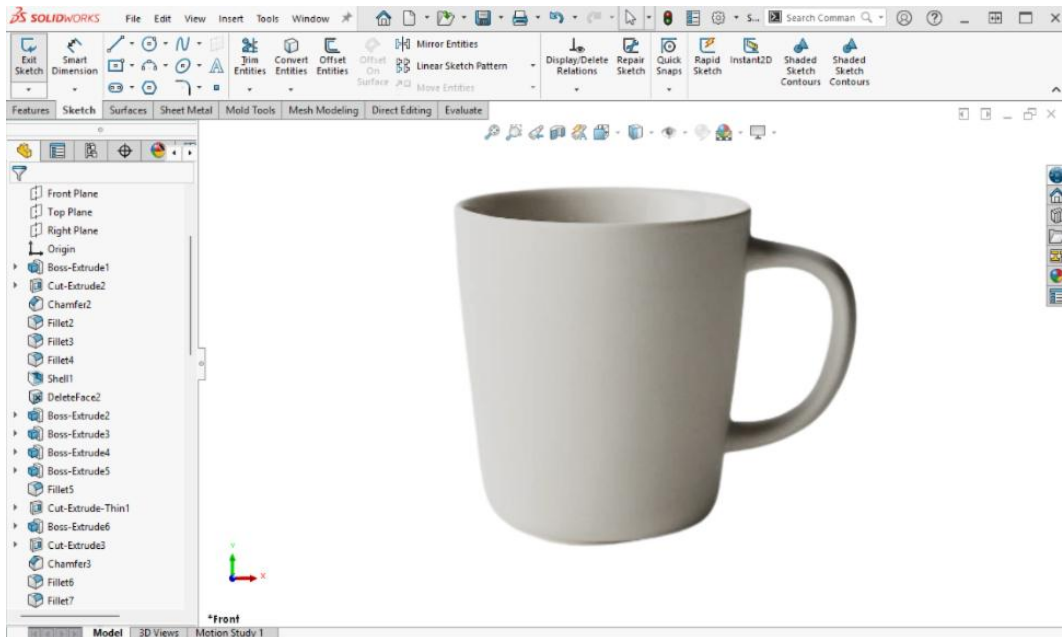 SOLIDWORKS File Edit View Insert Tools Window S... Search Comman
Exit Sketch
Smart Dimension
Trim Entities
Convert Entities
Offset Entities
Offset On Surface
Mirror Entities
Linear Sketch Pattern
Move Entities
Display/Delete Relations
Repair Sketch
Quick Snaps
Rapid Sketch
Instant2D
Shaded Sketch Contours
Shaded Sketch Contours
Features Sketch Surfaces Sheet Metal Mold Tools Mesh Modeling Direct Editing Evaluate
Front Plane
Top Plane
Right Plane
Origin
Boss-Extrude1
Cut-Extrude2
Chamfer2
Fillet2
Fillet3
Fillet4
Shell1
DeleteFace2
Boss-Extrude2
Boss-Extrude3
Boss-Extrude4
Boss-Extrude5
Fillet5
Cut-Extrude-Thin1
Boss-Extrude6
Cut-Extrude3
Chamfer3
Fillet6
Fillet7
Y
X
*Front
Model 3D Views Motion Study 1